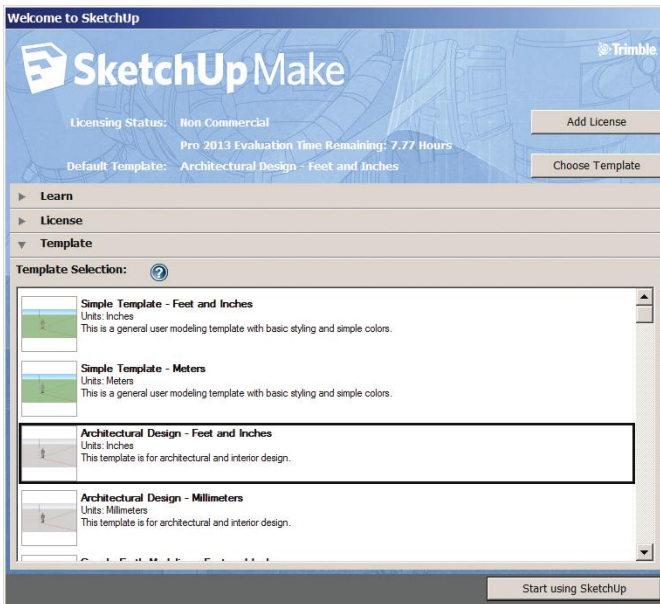 Welcome to SketchUp
Trimble
SketchUp Make
Licensing Status: Non Commercial
Add License
Pro 2013 Evaluation Time Remaining: 7.77 Hours
Default Template: Architectural Design - Feet and Inches
Choose Template
Learn
License
Template
Template Selection:
Simple Template - Feet and Inches
Units: Inches
This is a general user modeling template with basic styling and simple colors.
Simple Template - Meters
Units: Meters
This is a general user modeling template with basic styling and simple colors.
Architectural Design - Feet and Inches
Units: Inches
This template is for architectural and interior design.
Architectural Design - Millimeters
Units: Millimeters
This template is for architectural and interior design.
Start using SketchUp